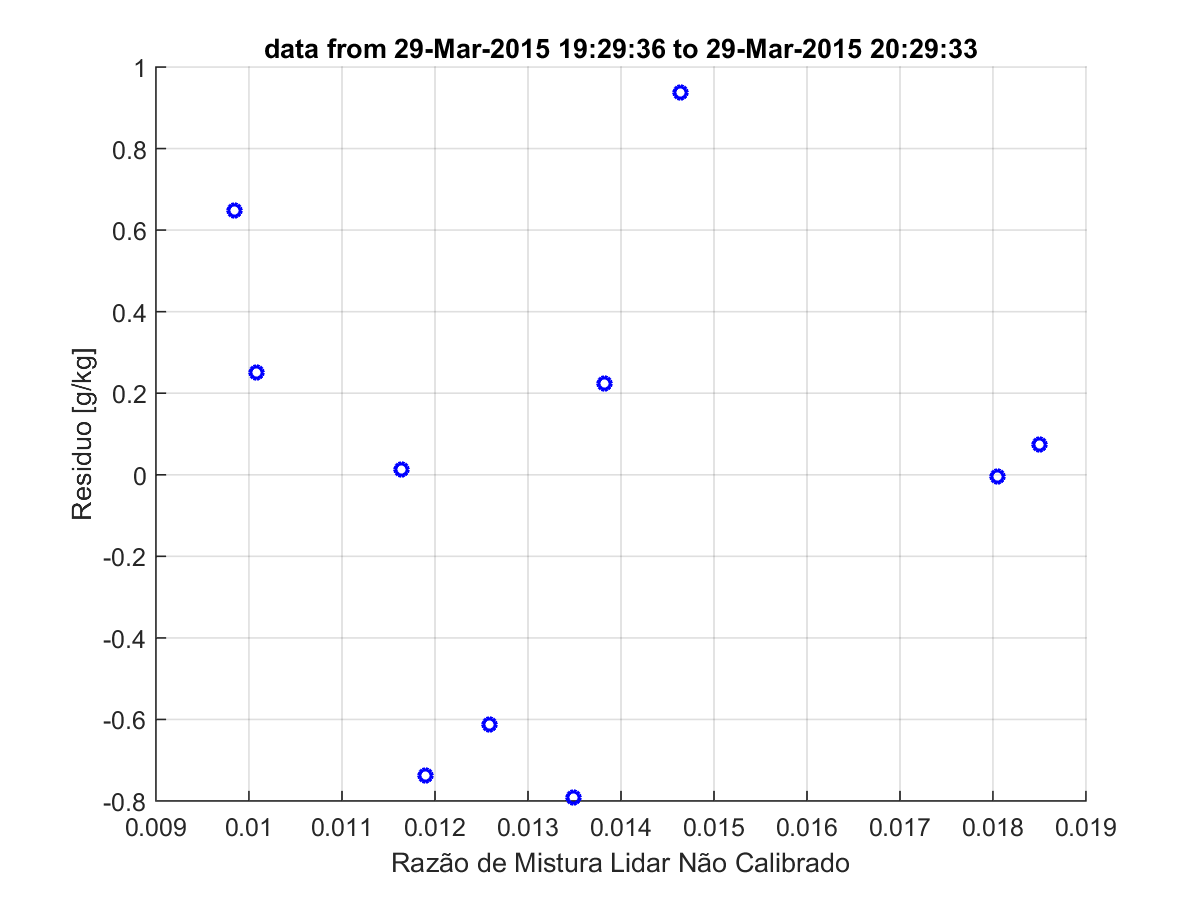 data from 29-Mar-2015 19:29:36 to 29-Mar-2015 20:29:33
1
0.8
0.6
0.4
0.2
0
-0.2
-0.4
-0.6
-0.8
Residuo [g/kg]
0.009 0.01 0.011 0.012 0.013 0.014 0.015 0.016 0.017 0.018 0.019
Razão de Mistura Lidar Não Calibrado